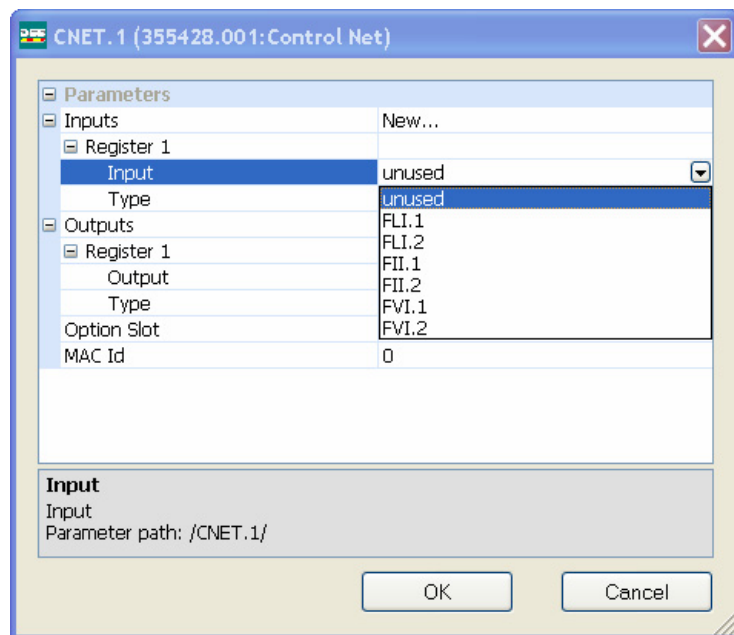 CNET.1 (355428.001:Control Net)
Parameters
Inputs New...
Register 1
Input unused
Type unused
FLI.1
FLI.2
FII.1
FII.2
FVI.1
FVI.2
Outputs
Register 1
Output
Type
Option Slot
MAC Id 0
Input
Input
Parameter path: /CNET.1/
OK Cancel